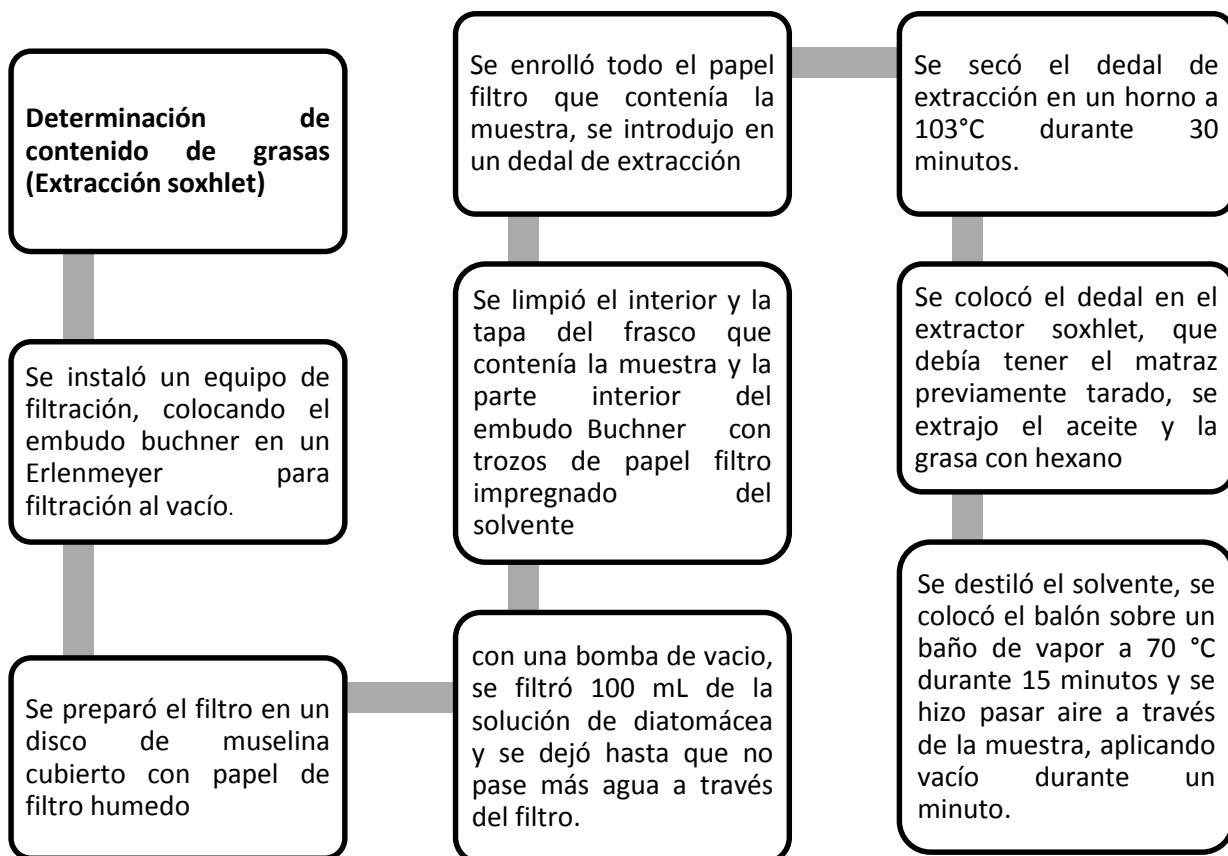 Determinación de
contenido de grasas
(Extracción soxhlet)
Se instaló un equipo de
filtración, colocando el
embudo buchner en un
Erlenmeyer para
filtración al vacío.
Se preparó el filtro en un
disco de muselina
cubierto con papel de
filtro humedo
con una bomba de vacio,
se filtró 100 mL de la
solución de diatomácea
y se dejó hasta que no
pase más agua a través
del filtro.
Se limpió el interior y la
tapa del frasco que
contenía la muestra y la
parte interior del
embudo Buchner con
trozos de papel filtro
impregnado del
solvente
Se enrolló todo el papel
filtro que contenía la
muestra, se introdujo en
un dedal de extracción
Se secó el dedal de
extracción en un horno a
103°C durante 30
minutos.
Se colocó el dedal en el
extractor soxhlet, que
debía tener el matraz
previamente tarado, se
extrajo el aceite y la
grasa con hexano
Se destiló el solvente, se
colocó el balón sobre un
baño de vapor a 70 °C
durante 15 minutos y se
hizo pasar aire a través
de la muestra, aplicando
vacío durante un
minuto.